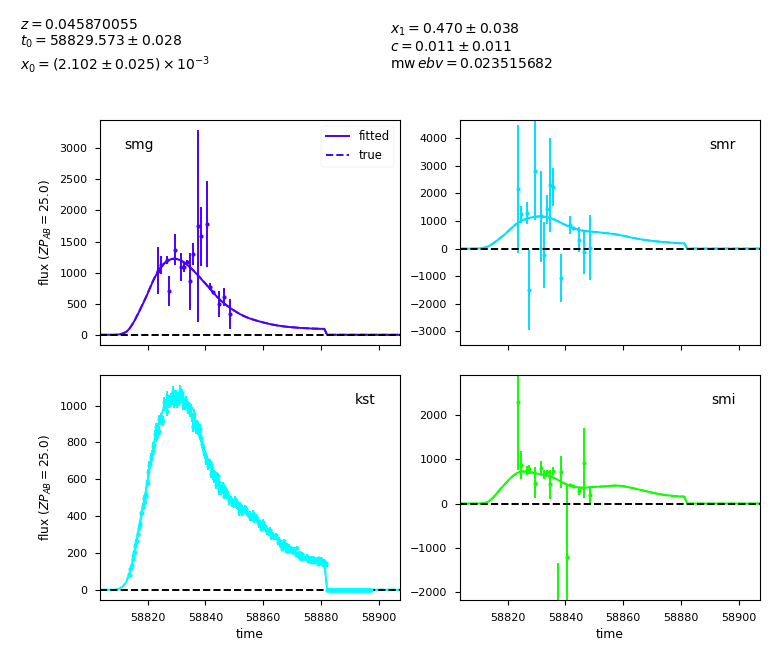 z = 0.045870055
t₀ = 58829.573 ± 0.028
x₀ = (2.102 ± 0.025) × 10⁻³
x₁ = 0.470 ± 0.038
c = 0.011 ± 0.011
mw ebv = 0.023515682
smg
fitted
true
3000
2500
2000
1500
1000
500
0
flux (ZP_AB = 25.0)
smr
4000
3000
2000
1000
0
−1000
−2000
−3000
kst
1000
800
600
400
200
0
flux (ZP_AB = 25.0)
58820 58840 58860 58880 58900
time
smi
2000
1000
0
−1000
−2000
58820 58840 58860 58880 58900
time